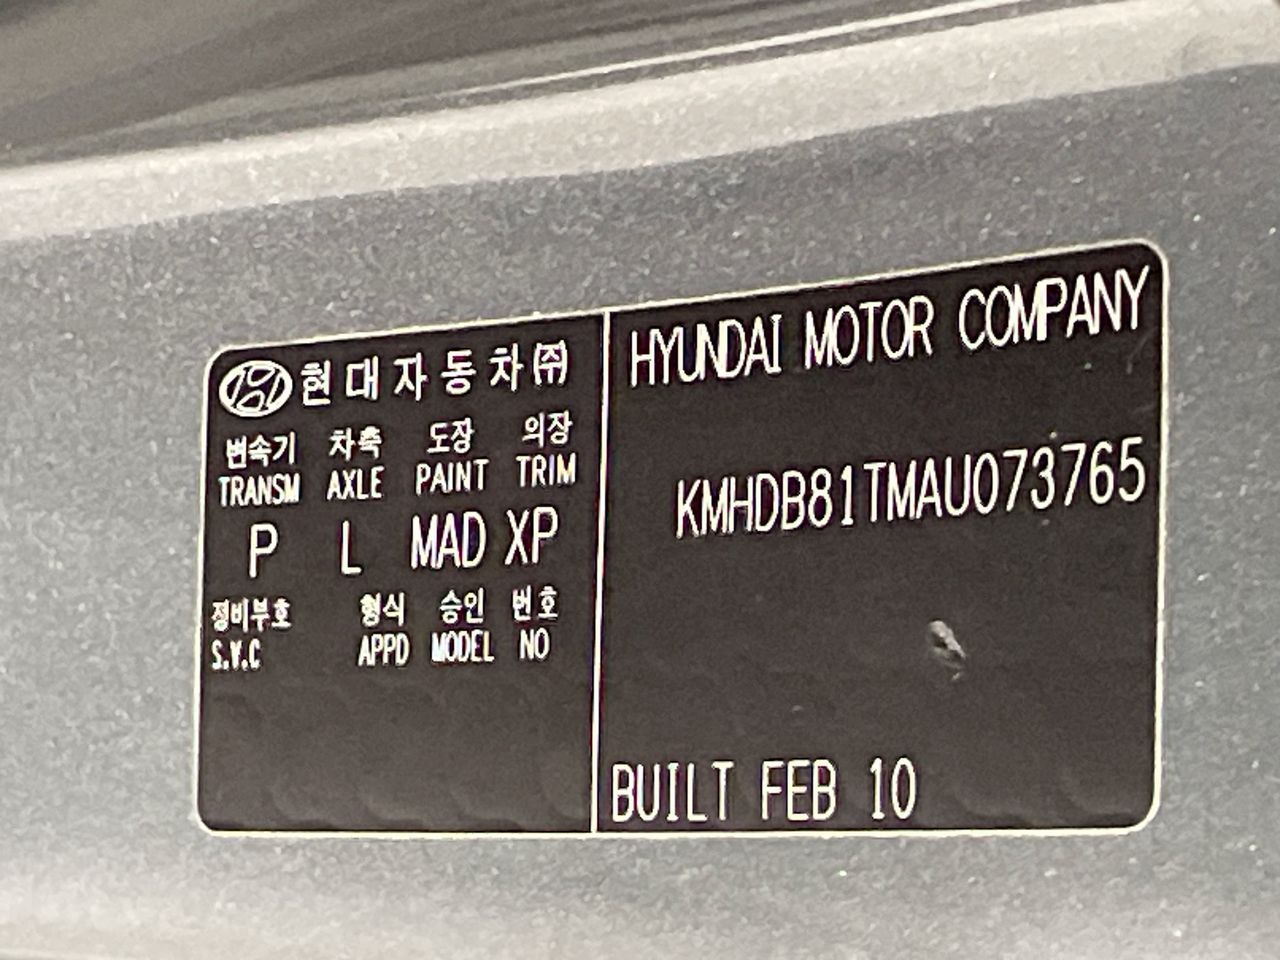 현대자동차㈜
변속기 차축 도장 의장
TRANSM AXLE PAINT TRIM
P L MAD XP
정비부호 형식 승인 번호
S.V.C APPD MODEL NO
HYUNDAI MOTOR COMPANY
KMHDB81TMAU073765
BUILT FEB 10